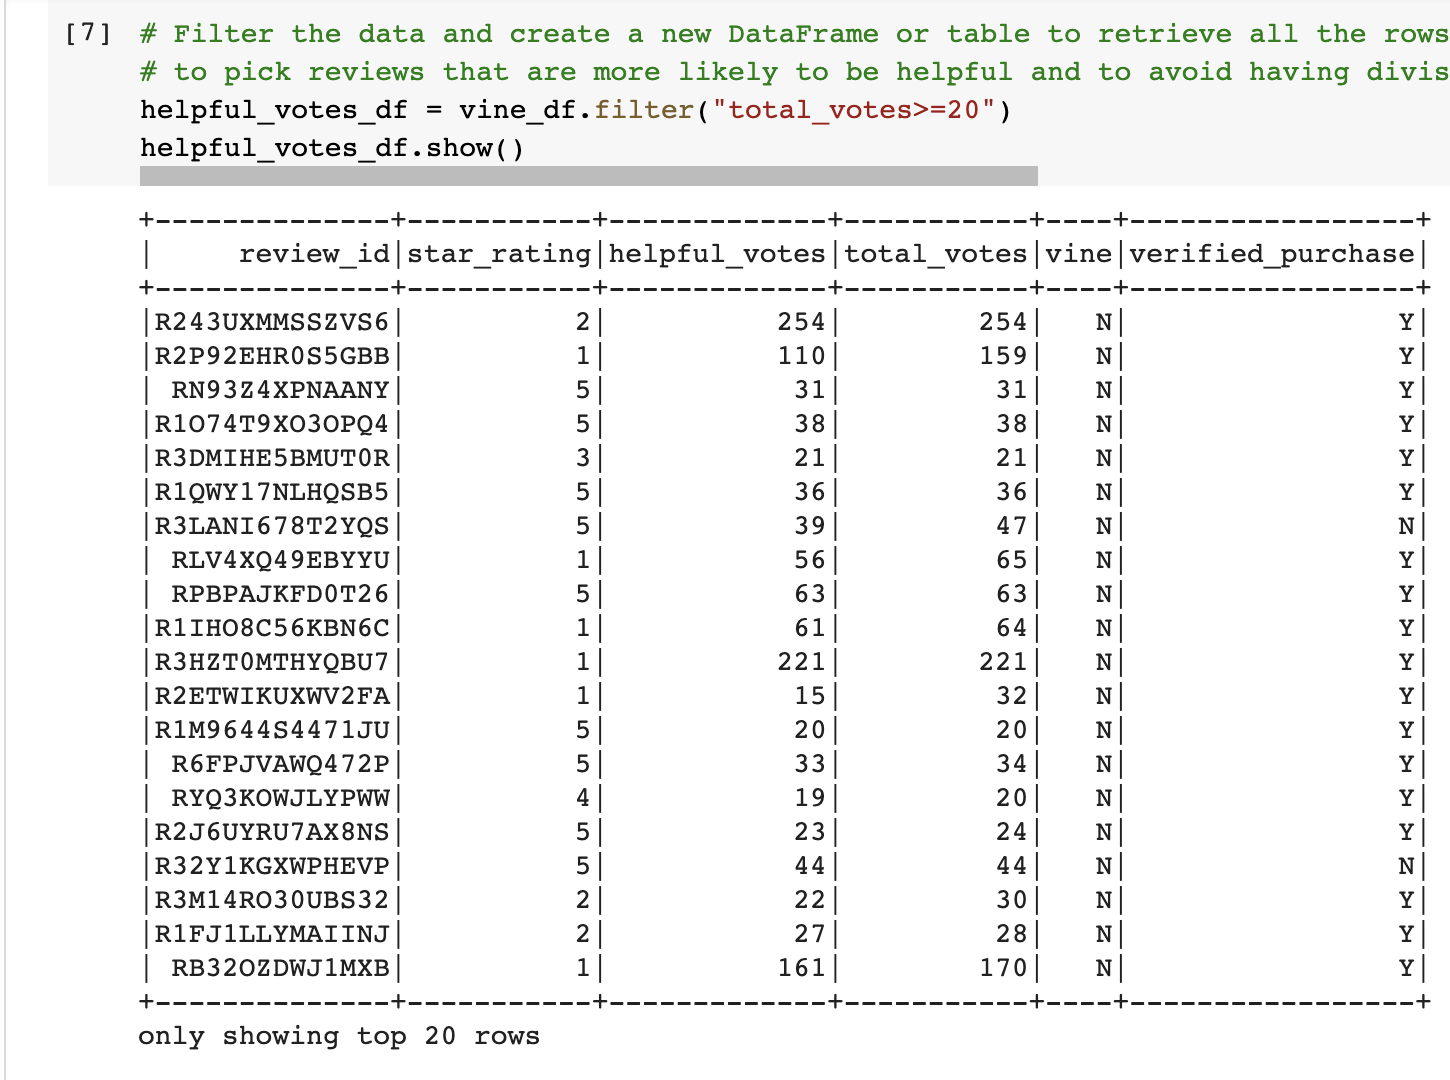 [7] # Filter the data and create a new DataFrame or table to retrieve all the rows
# to pick reviews that are more likely to be helpful and to avoid having divis
helpful_votes_df = vine_df.filter("total_votes>=20")
helpful_votes_df.show()
+--------------+-----------+-------------+-----------+----+-----------------+
|     review_id|star_rating|helpful_votes|total_votes|vine|verified_purchase|
+--------------+-----------+-------------+-----------+----+-----------------+
|R243UXMMSSZVS6|          2|          254|        254|   N|                Y|
|R2P92EHR0S5GBB|          1|          110|        159|   N|                Y|
| RN93Z4XPNAANY|          5|           31|         31|   N|                Y|
|R1O74T9XO3OPQ4|          5|           38|         38|   N|                Y|
|R3DMIHE5BMUT0R|          3|           21|         21|   N|                Y|
|R1QWY17NLHQSB5|          5|           36|         36|   N|                Y|
|R3LANI678T2YQS|          5|           39|         47|   N|                N|
| RLV4XQ49EBYYU|          1|           56|         65|   N|                Y|
| RPBPAJKFD0T26|          5|           63|         63|   N|                Y|
|R1IHO8C56KBN6C|          1|           61|         64|   N|                Y|
|R3HZT0MTHYQBU7|          1|          221|        221|   N|                Y|
|R2ETWIKUXWV2FA|          1|           15|         32|   N|                Y|
|R1M9644S4471JU|          5|           20|         20|   N|                Y|
| R6FPJVAWQ472P|          5|           33|         34|   N|                Y|
| RYQ3KOWJLYPWW|          4|           19|         20|   N|                Y|
|R2J6UYRU7AX8NS|          5|           23|         24|   N|                Y|
|R32Y1KGXWPHEVP|          5|           44|         44|   N|                N|
|R3M14RO30UBS32|          2|           22|         30|   N|                Y|
|R1FJ1LLYMAIINJ|          2|           27|         28|   N|                Y|
| RB32OZDWJ1MXB|          1|          161|        170|   N|                Y|
+--------------+-----------+-------------+-----------+----+-----------------+
only showing top 20 rows